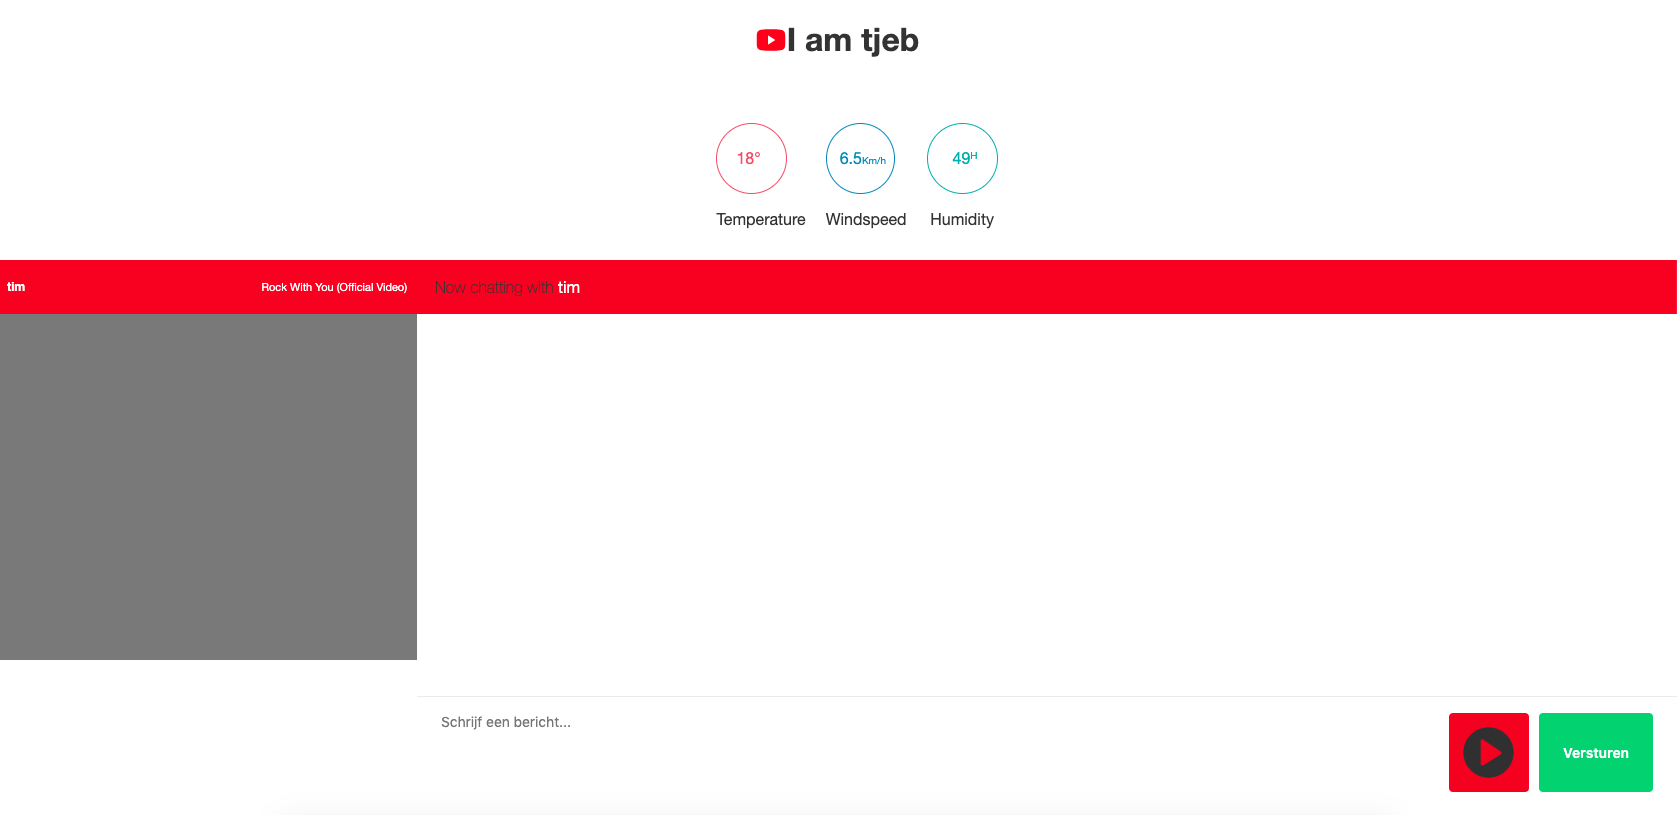 I am tjeb
18° 6.5Km/h 49H
Temperature Windspeed Humidity
tim Rock With You (Official Video) Now chatting with tim
Schrijf een bericht...
Versturen